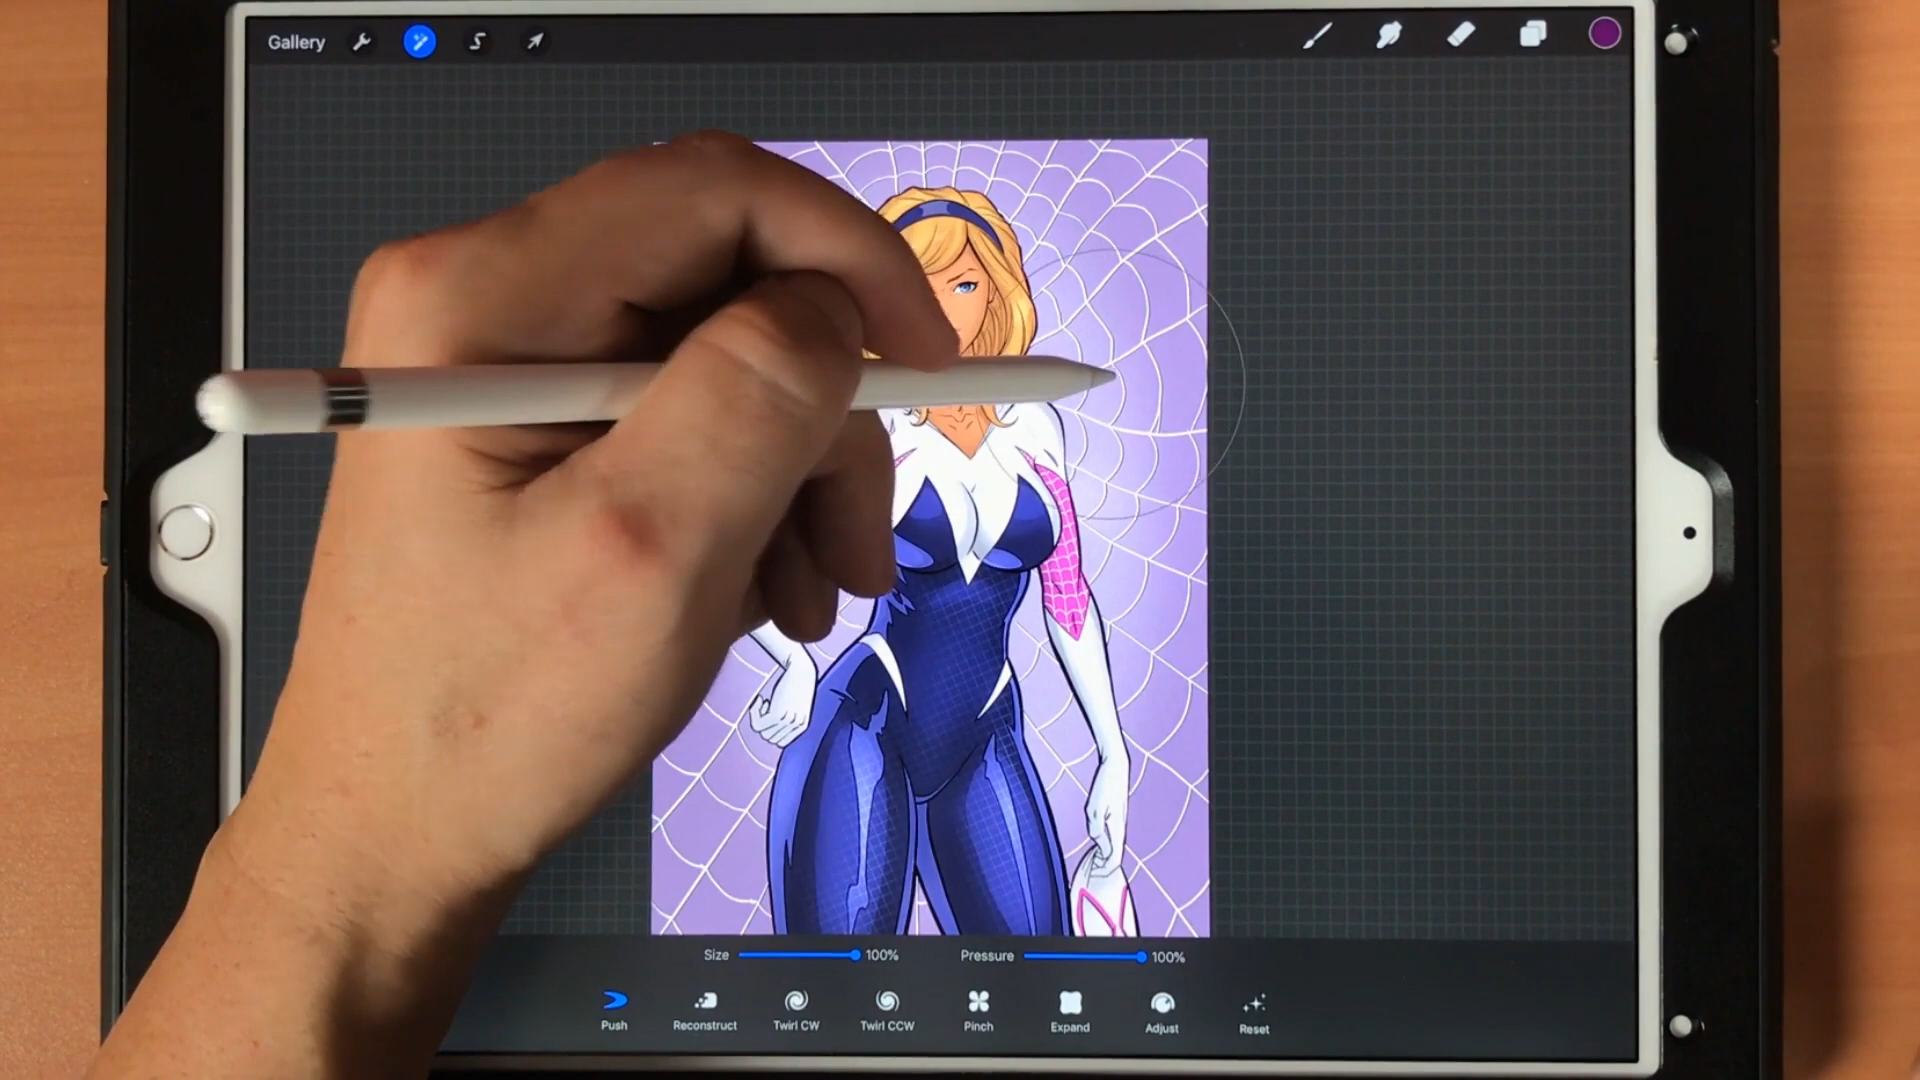 Gallery
Size 100% Pressure 100%
Push Reconstruct Twirl CW Twirl CCW Pinch Expand Adjust Reset